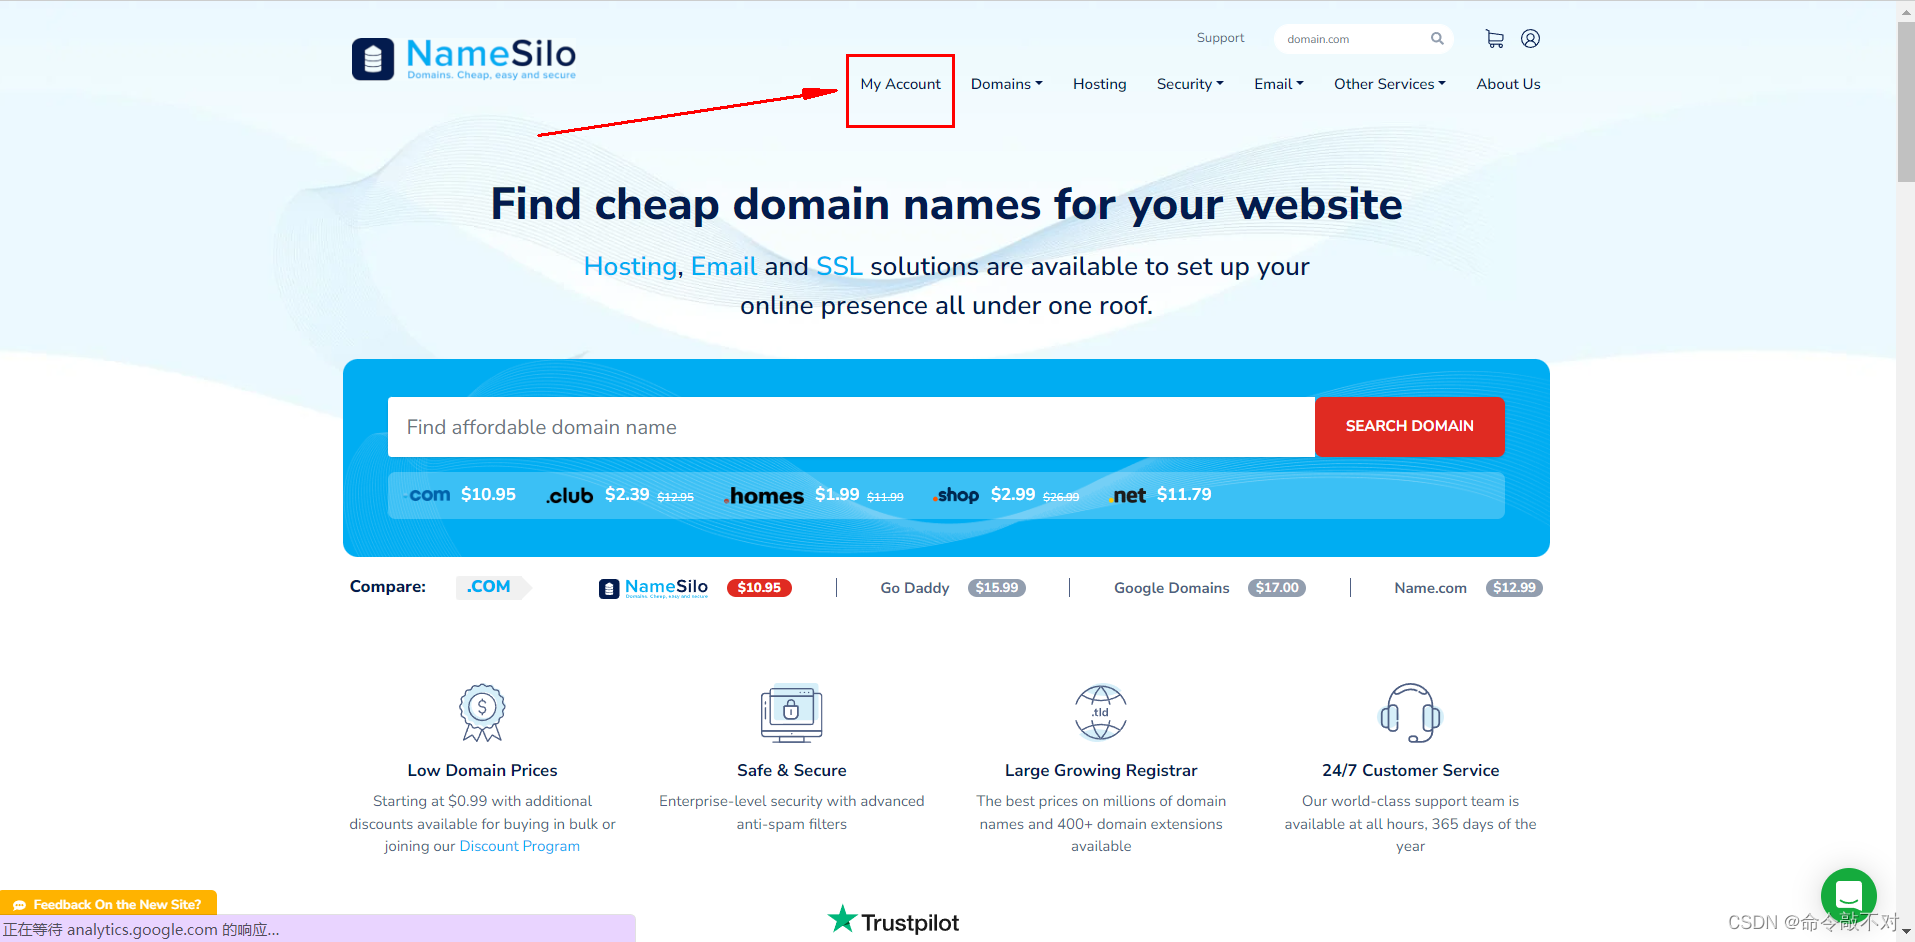 NameSilo
Domains. Cheap, easy and secure
Support
domain.com
My Account
Domains
Hosting
Security
Email
Other Services
About Us
Find cheap domain names for your website
Hosting, Email and SSL solutions are available to set up your
online presence all under one roof.
Find affordable domain name
SEARCH DOMAIN
.com $10.95 .club $2.39 $12.95 .homes $1.99 $11.99 .shop $2.99 $26.99 .net $11.79
Compare: .COM NameSilo $10.95 | Go Daddy $15.99 | Google Domains $17.00 | Name.com $12.99
Domains. Cheap, easy and secure
$
.tld
Low Domain Prices
Starting at $0.99 with additional
discounts available for buying in bulk or
joining our Discount Program
Safe & Secure
Enterprise-level security with advanced
anti-spam filters
Large Growing Registrar
The best prices on millions of domain
names and 400+ domain extensions
available
24/7 Customer Service
Our world-class support team is
available at all hours, 365 days of the
year
Feedback On the New Site?
正在等待 analytics.google.com 的响应...
Trustpilot
CSDN @命令敲不对